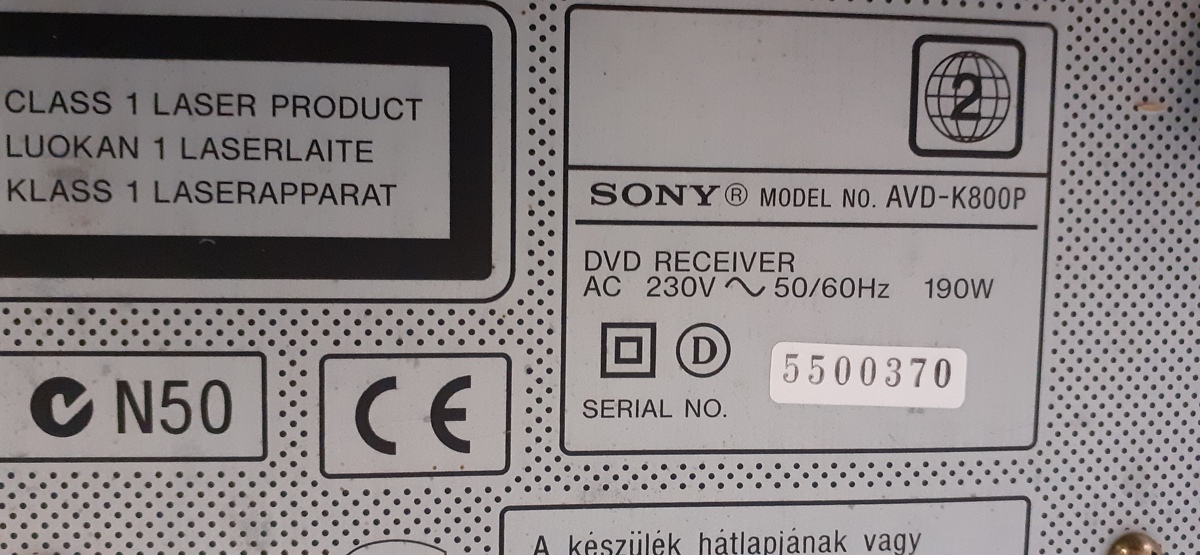 CLASS 1 LASER PRODUCT
LUOKAN 1 LASERLAITE
KLASS 1 LASERAPPARAT
N50
CE
2
SONY® MODEL NO. AVD-K800P
DVD RECEIVER
AC 230V ~ 50/60Hz 190W
D
5500370
SERIAL NO.
A készülék hátlapjának vagy